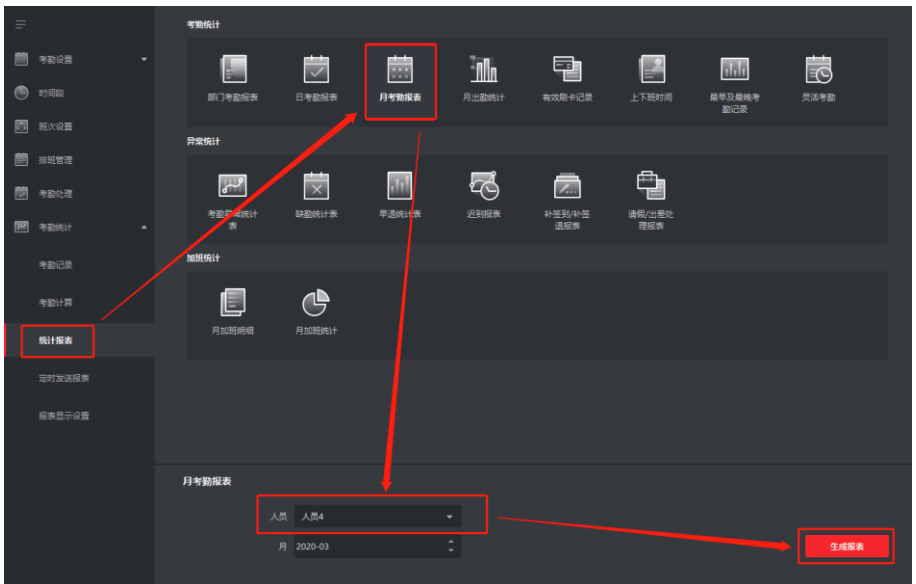 考勤设置
时间段
班次设置
排班管理
考勤处理
考勤统计
考勤记录
考勤计算
统计报表
定时发送报表
报表显示设置
考勤统计
部门考勤报表
日考勤报表
月考勤报表
月出勤统计
有效刷卡记录
上下班时间
最早及最晚考
勤记录
灵活考勤
异常统计
考勤异常统计
表
缺勤统计表
早退统计表
迟到报表
补签到/补签
退报表
请假/出差处
理报表
加班统计
月加班明细
月加班统计
月考勤报表
人员 人员4
月 2020-03
生成报表